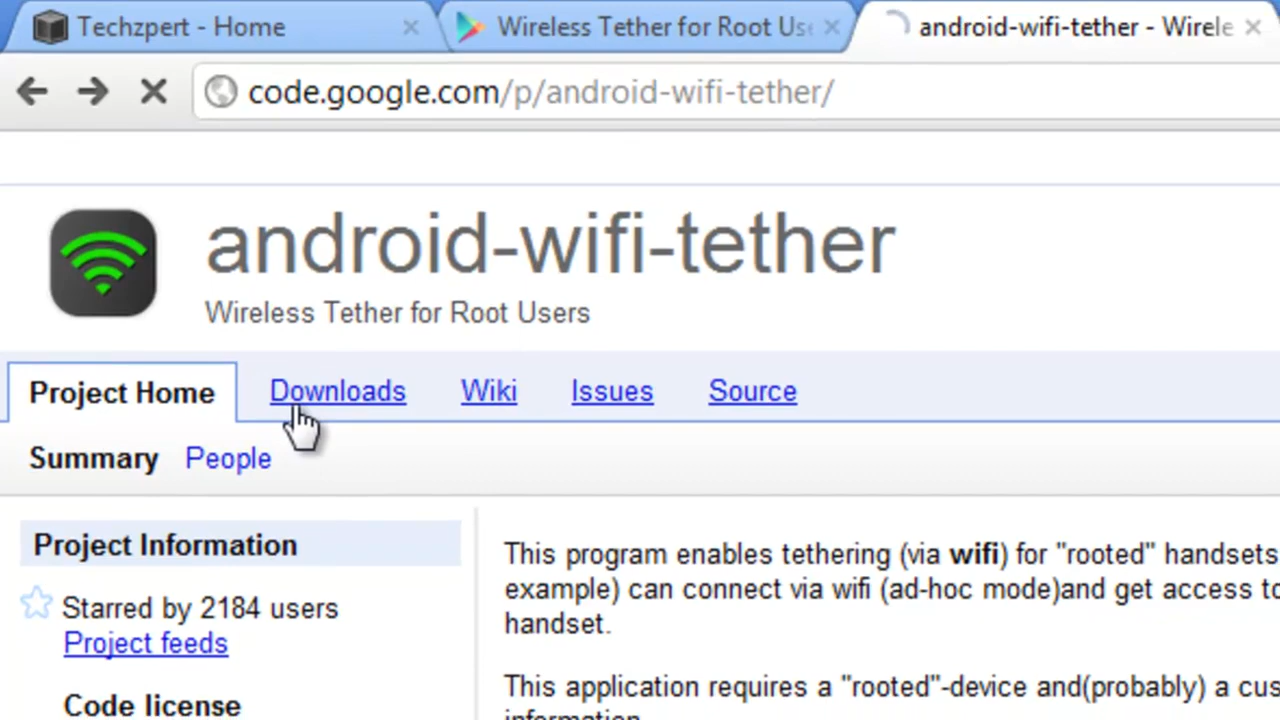 Techzpert - Home
Wireless Tether for Root Us
android-wifi-tether - Wirele
code.google.com/p/android-wifi-tether/
android-wifi-tether
Wireless Tether for Root Users
Project Home Downloads Wiki Issues Source
Summary People
Project Information
Starred by 2184 users
Project feeds
Code license
This program enables tethering (via wifi) for "rooted" handsets
example) can connect via wifi (ad-hoc mode)and get access to
handset.
This application requires a "rooted"-device and(probably) a cus
information.